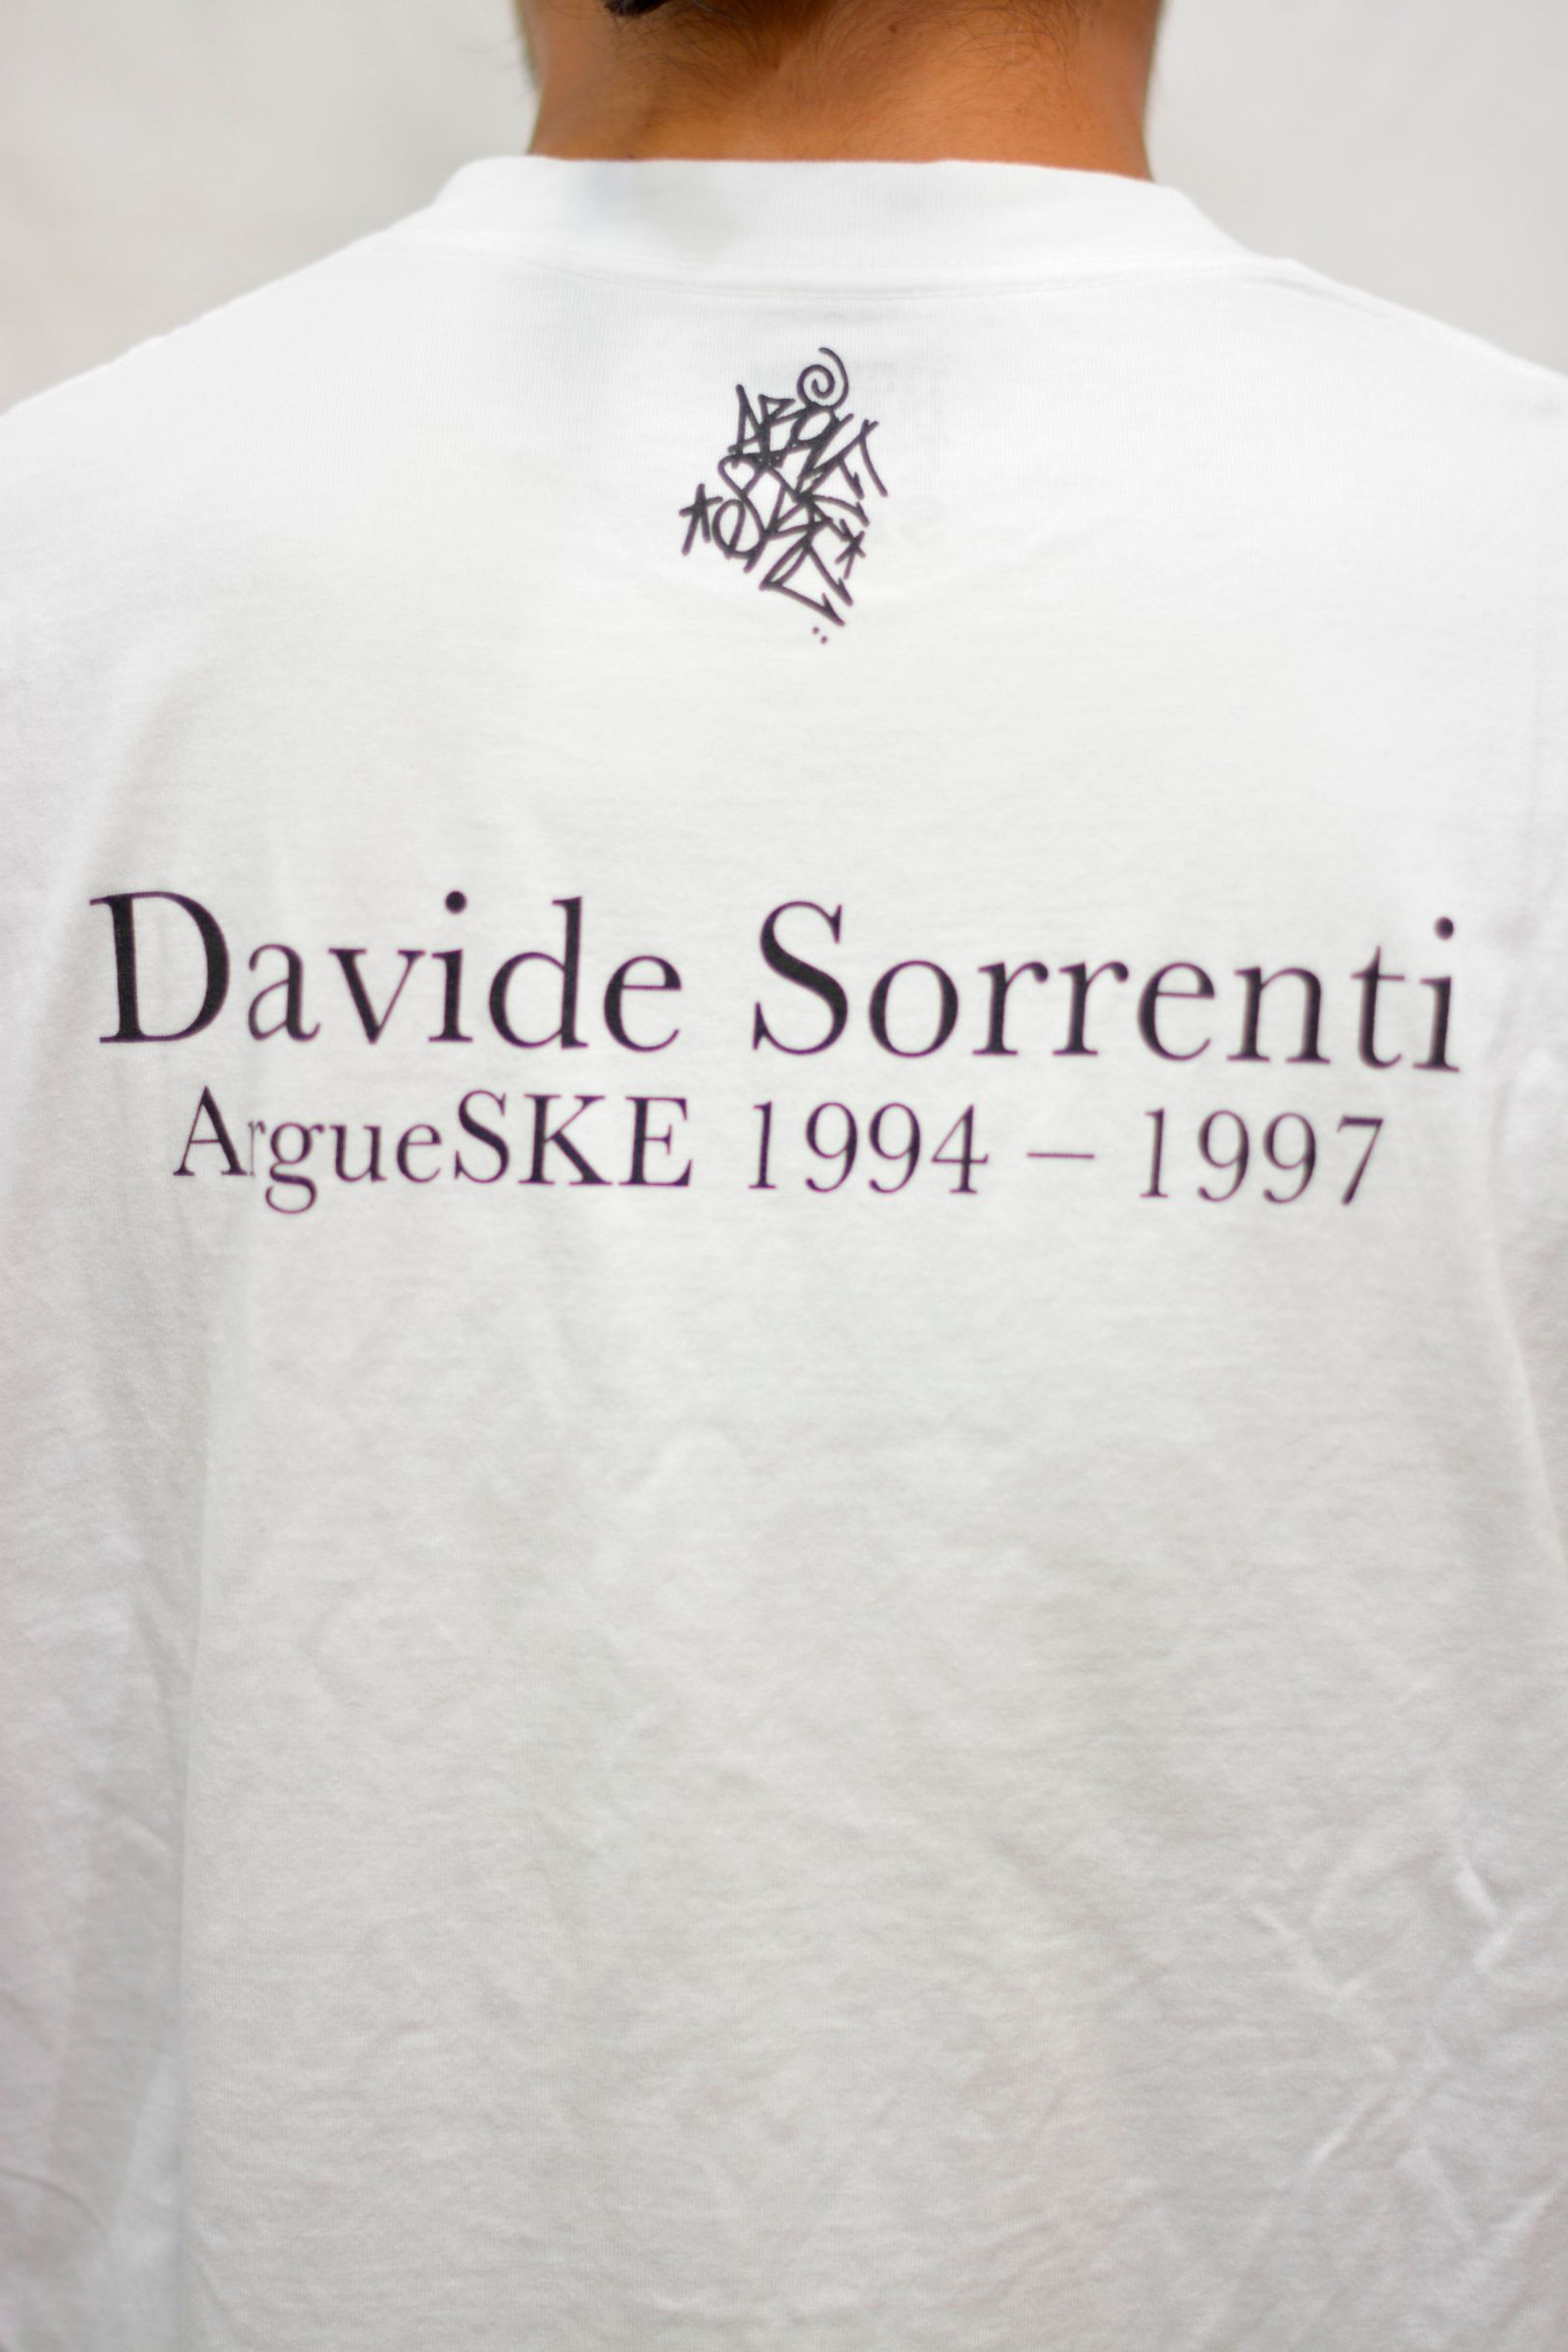 Davide Sorrenti
ArgueSKE 1994 – 1997